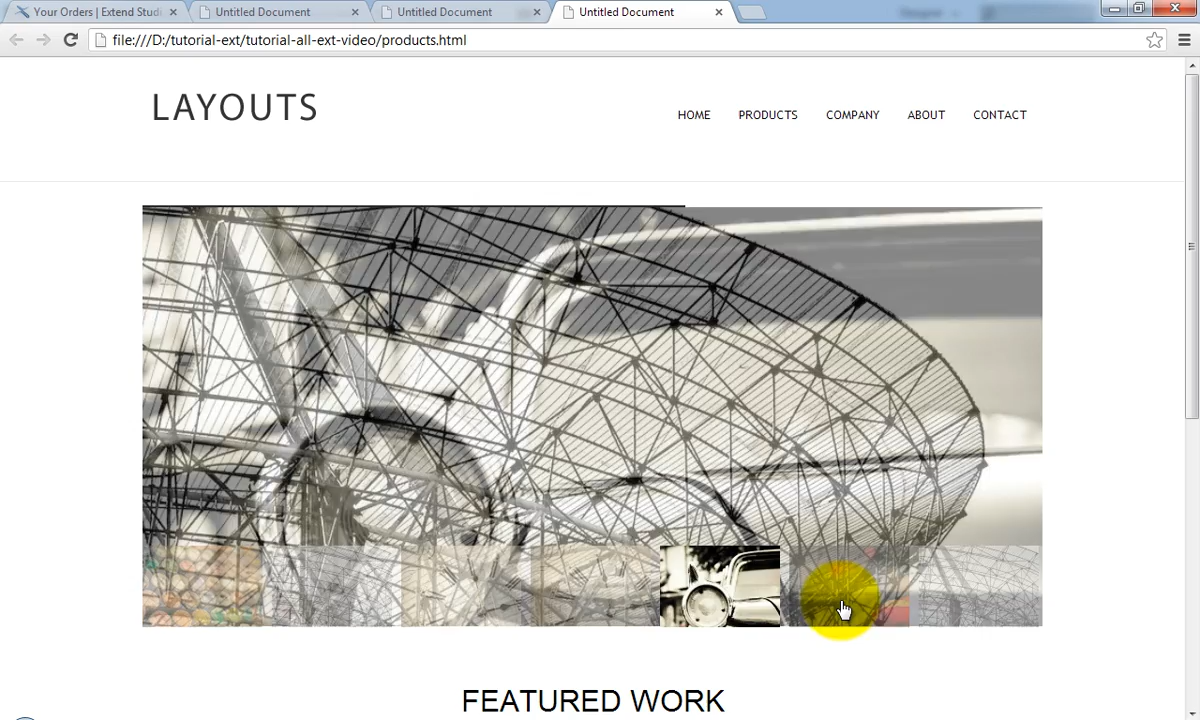 Your Orders | Extend Studi
Untitled Document
Untitled Document
Untitled Document
file:///D:/tutorial-ext/tutorial-all-ext-video/products.html
LAYOUTS
HOME PRODUCTS COMPANY ABOUT CONTACT
FEATURED WORK